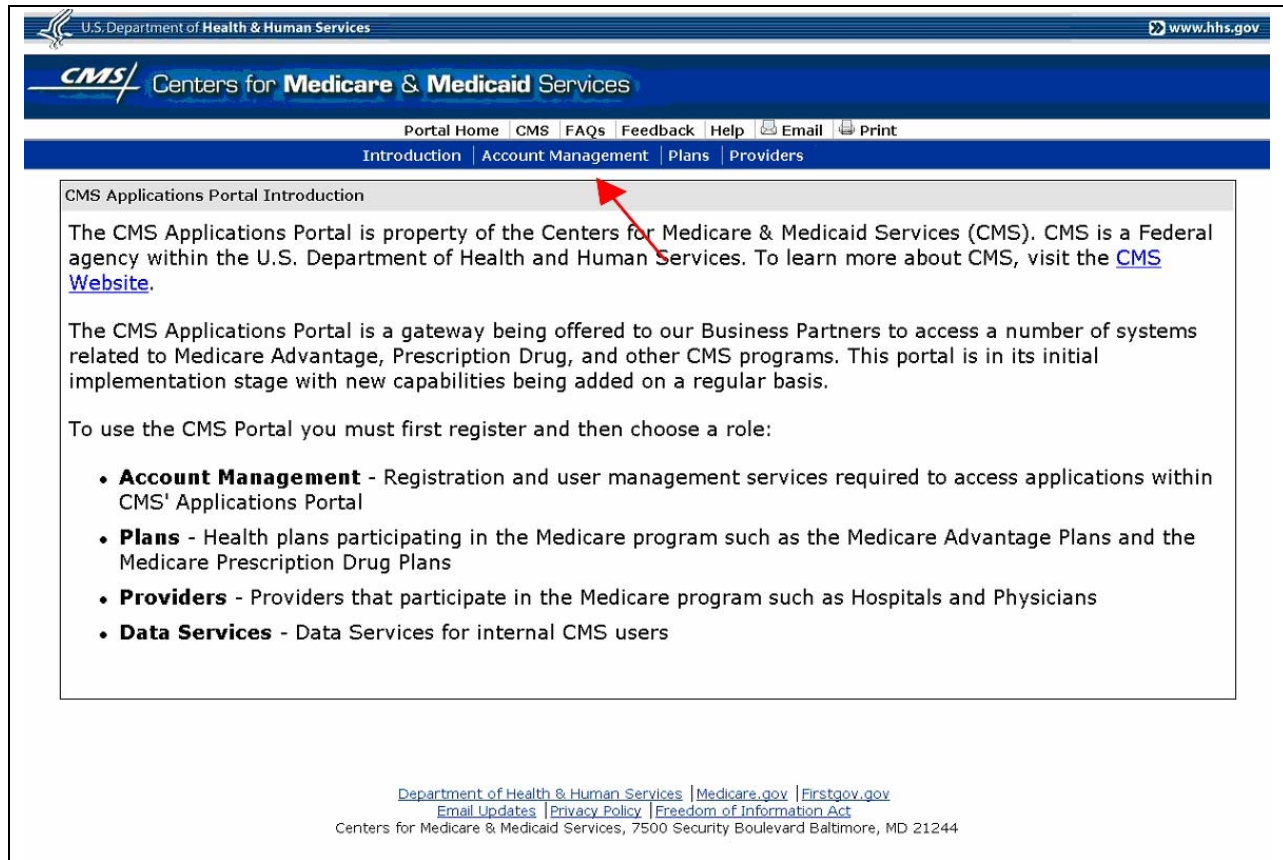 U.S. Department of Health & Human Services
www.hhs.gov
CMS/ Centers for Medicare & Medicaid Services
Portal Home | CMS | FAQs | Feedback | Help | Email | Print
Introduction | Account Management | Plans | Providers
CMS Applications Portal Introduction
The CMS Applications Portal is property of the Centers for Medicare & Medicaid Services (CMS). CMS is a Federal
agency within the U.S. Department of Health and Human Services. To learn more about CMS, visit the CMS
Website.
The CMS Applications Portal is a gateway being offered to our Business Partners to access a number of systems
related to Medicare Advantage, Prescription Drug, and other CMS programs. This portal is in its initial
implementation stage with new capabilities being added on a regular basis.
To use the CMS Portal you must first register and then choose a role:
• Account Management - Registration and user management services required to access applications within
CMS' Applications Portal
• Plans - Health plans participating in the Medicare program such as the Medicare Advantage Plans and the
Medicare Prescription Drug Plans
• Providers - Providers that participate in the Medicare program such as Hospitals and Physicians
• Data Services - Data Services for internal CMS users
Department of Health & Human Services | Medicare.gov | Firstgov.gov
Email Updates | Privacy Policy | Freedom of Information Act
Centers for Medicare & Medicaid Services, 7500 Security Boulevard Baltimore, MD 21244